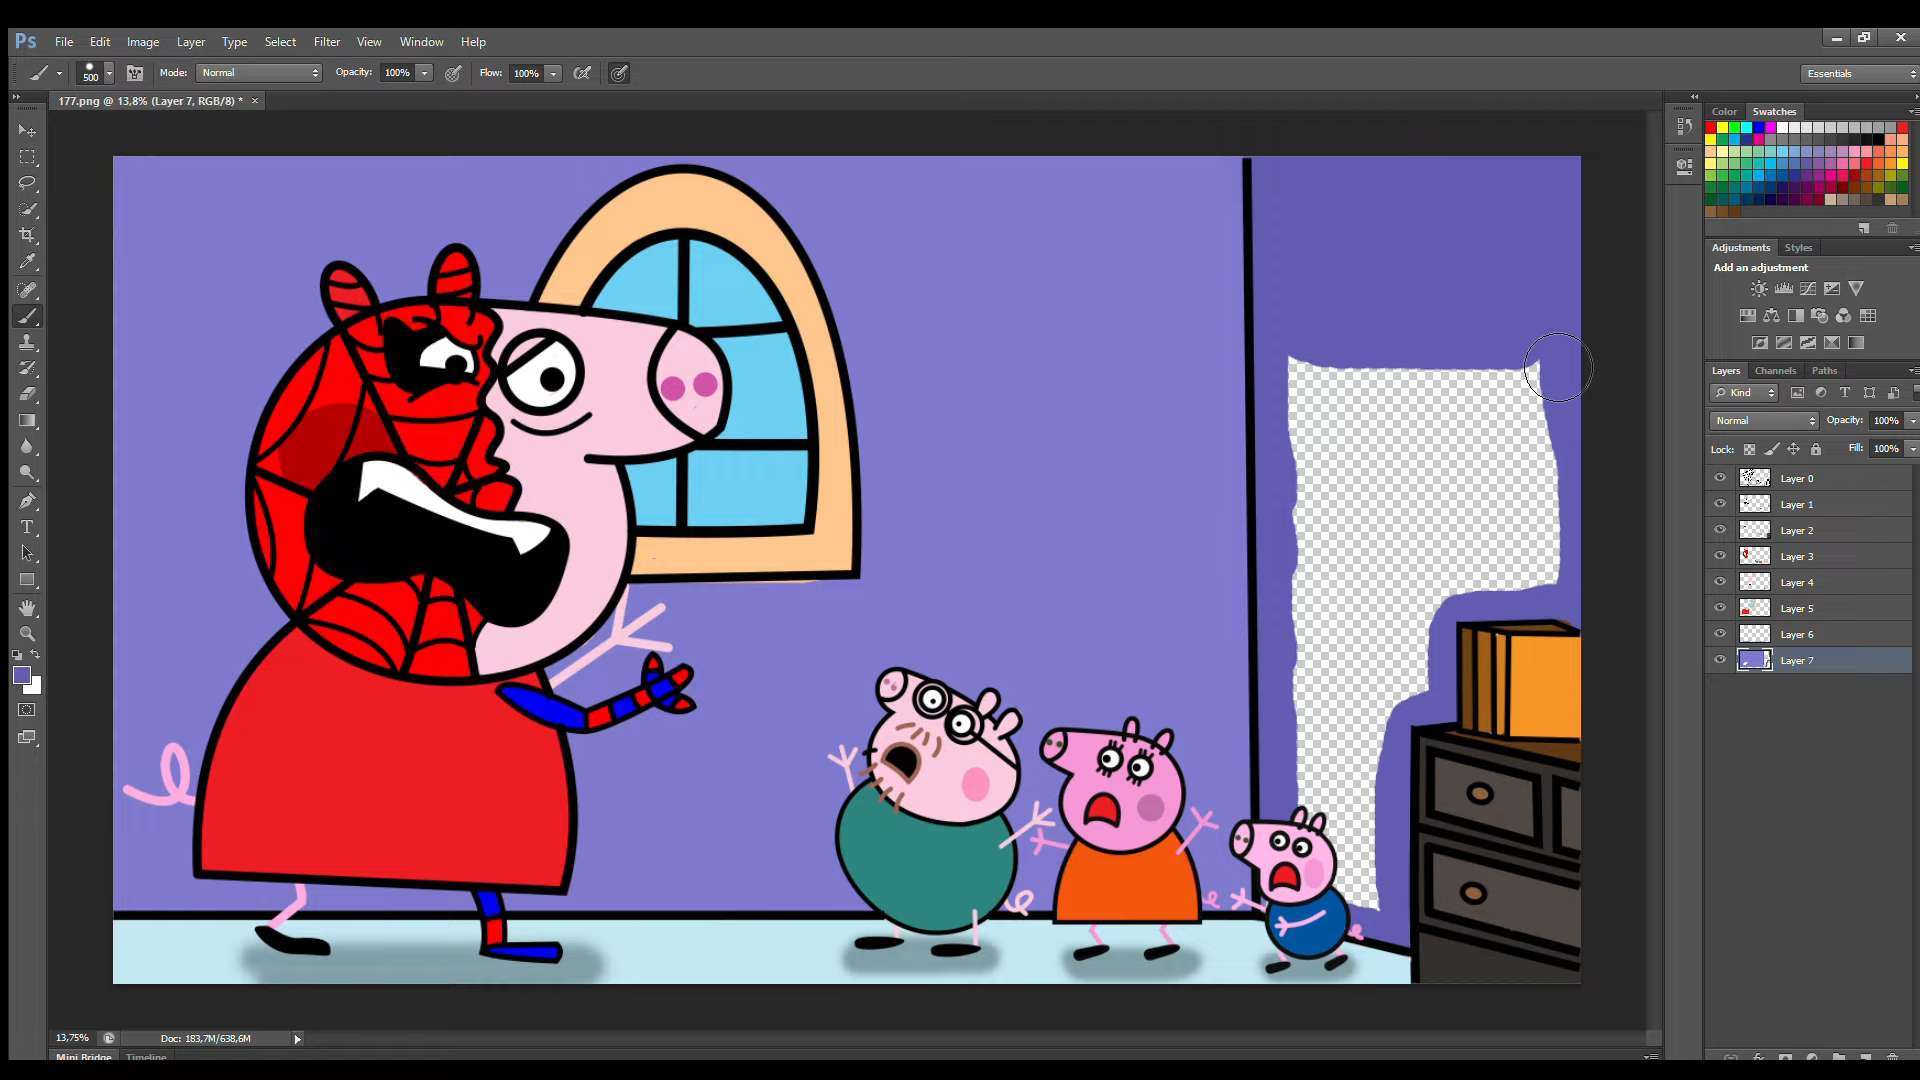 Ps File Edit Image Layer Type Select Filter View Window Help
500 Mode: Normal Opacity: 100% Flow: 100% Essentials
177.png @ 13,8% (Layer 7, RGB/8) * ×
Color Swatches
Adjustments Styles
Add an adjustment
Layers Channels Paths
Kind
Normal Opacity: 100%
Lock: Fill: 100%
Layer 0
Layer 1
Layer 2
Layer 3
Layer 4
Layer 5
Layer 6
Layer 7
13,75% Doc: 183,7M/638,6M
Mini Bridge Timeline